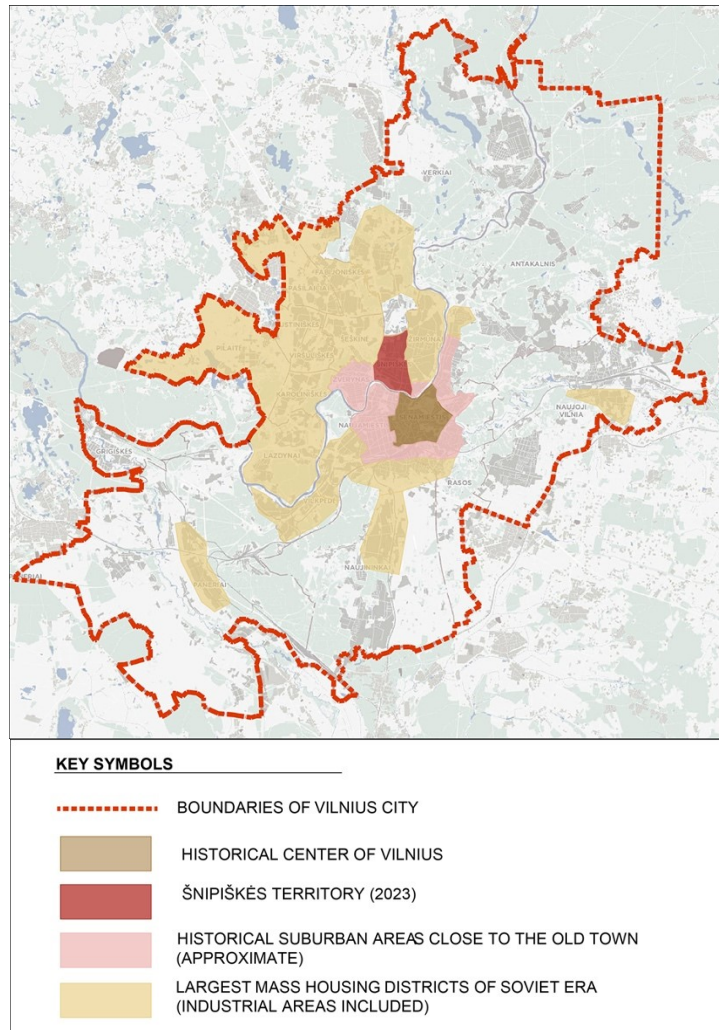 VERKIAI
ANTAKALNIS
PILAITĖ
NAUJOJI
VILNIA
GRIGIŠKĖS
LAZDYNAI
RASOS
KEY SYMBOLS
BOUNDARIES OF VILNIUS CITY
HISTORICAL CENTER OF VILNIUS
ŠNIPIŠKĖS TERRITORY (2023)
HISTORICAL SUBURBAN AREAS CLOSE TO THE OLD TOWN
(APPROXIMATE)
LARGEST MASS HOUSING DISTRICTS OF SOVIET ERA
(INDUSTRIAL AREAS INCLUDED)